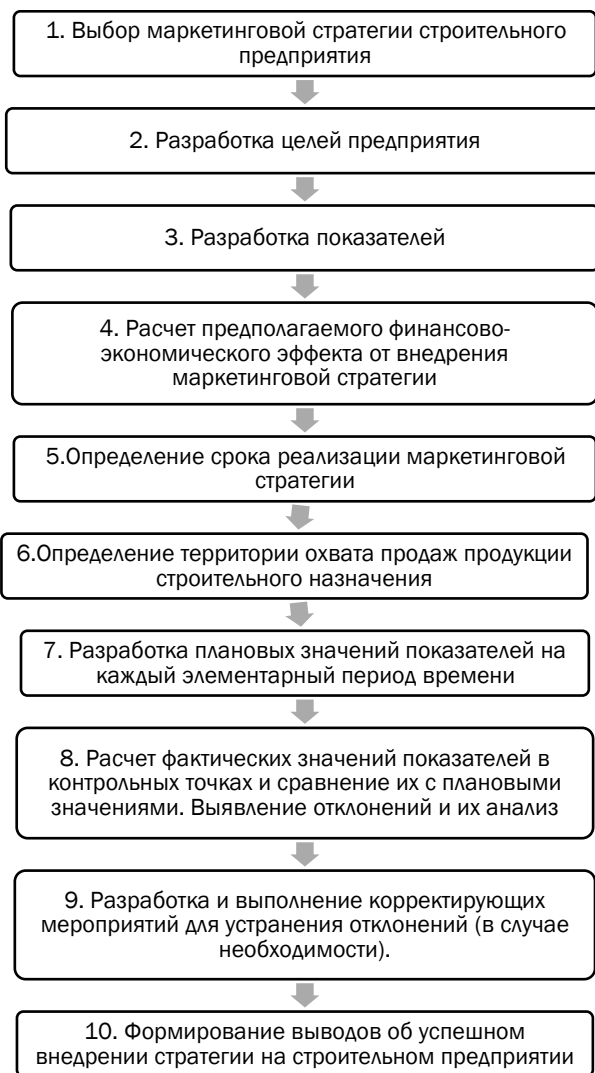 1. Выбор маркетинговой стратегии строительного
предприятия
2. Разработка целей предприятия
3. Разработка показателей
4. Расчет предполагаемого финансово-
экономического эффекта от внедрения
маркетинговой стратегии
5.Определение срока реализации маркетинговой
стратегии
6.Определение территории охвата продаж продукции
строительного назначения
7. Разработка плановых значений показателей на
каждый элементарный период времени
8. Расчет фактических значений показателей в
контрольных точках и сравнение их с плановыми
значениями. Выявление отклонений и их анализ
9. Разработка и выполнение корректирующих
мероприятий для устранения отклонений (в случае
необходимости).
10. Формирование выводов об успешном
внедрении стратегии на строительном предприятии